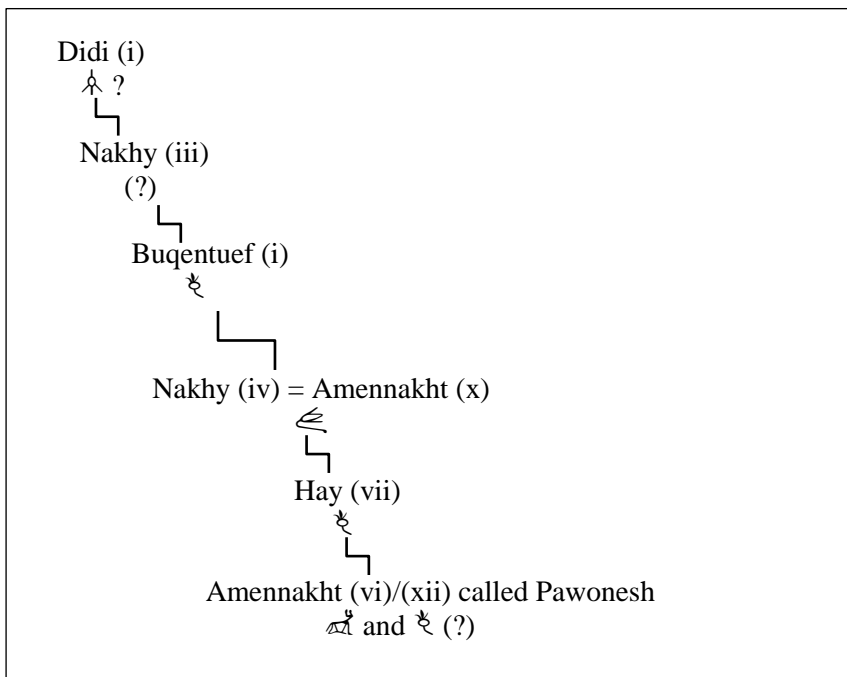 Didi (i)
?
Nakhy (iii)
(?)
Buqentuef (i)
Nakhy (iv) = Amennakht (x)
Hay (vii)
Amennakht (vi)/(xii) called Pawonesh
and (?)